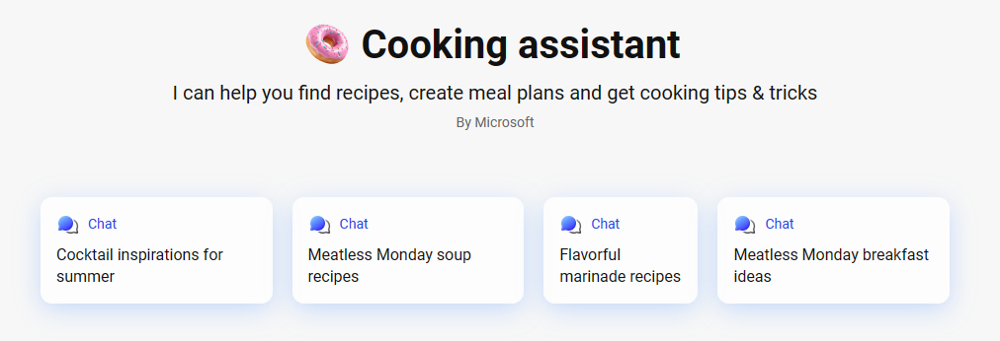 Cooking assistant
I can help you find recipes, create meal plans and get cooking tips & tricks
By Microsoft
Chat
Cocktail inspirations for
summer
Chat
Meatless Monday soup
recipes
Chat
Flavorful
marinade recipes
Chat
Meatless Monday breakfast
ideas